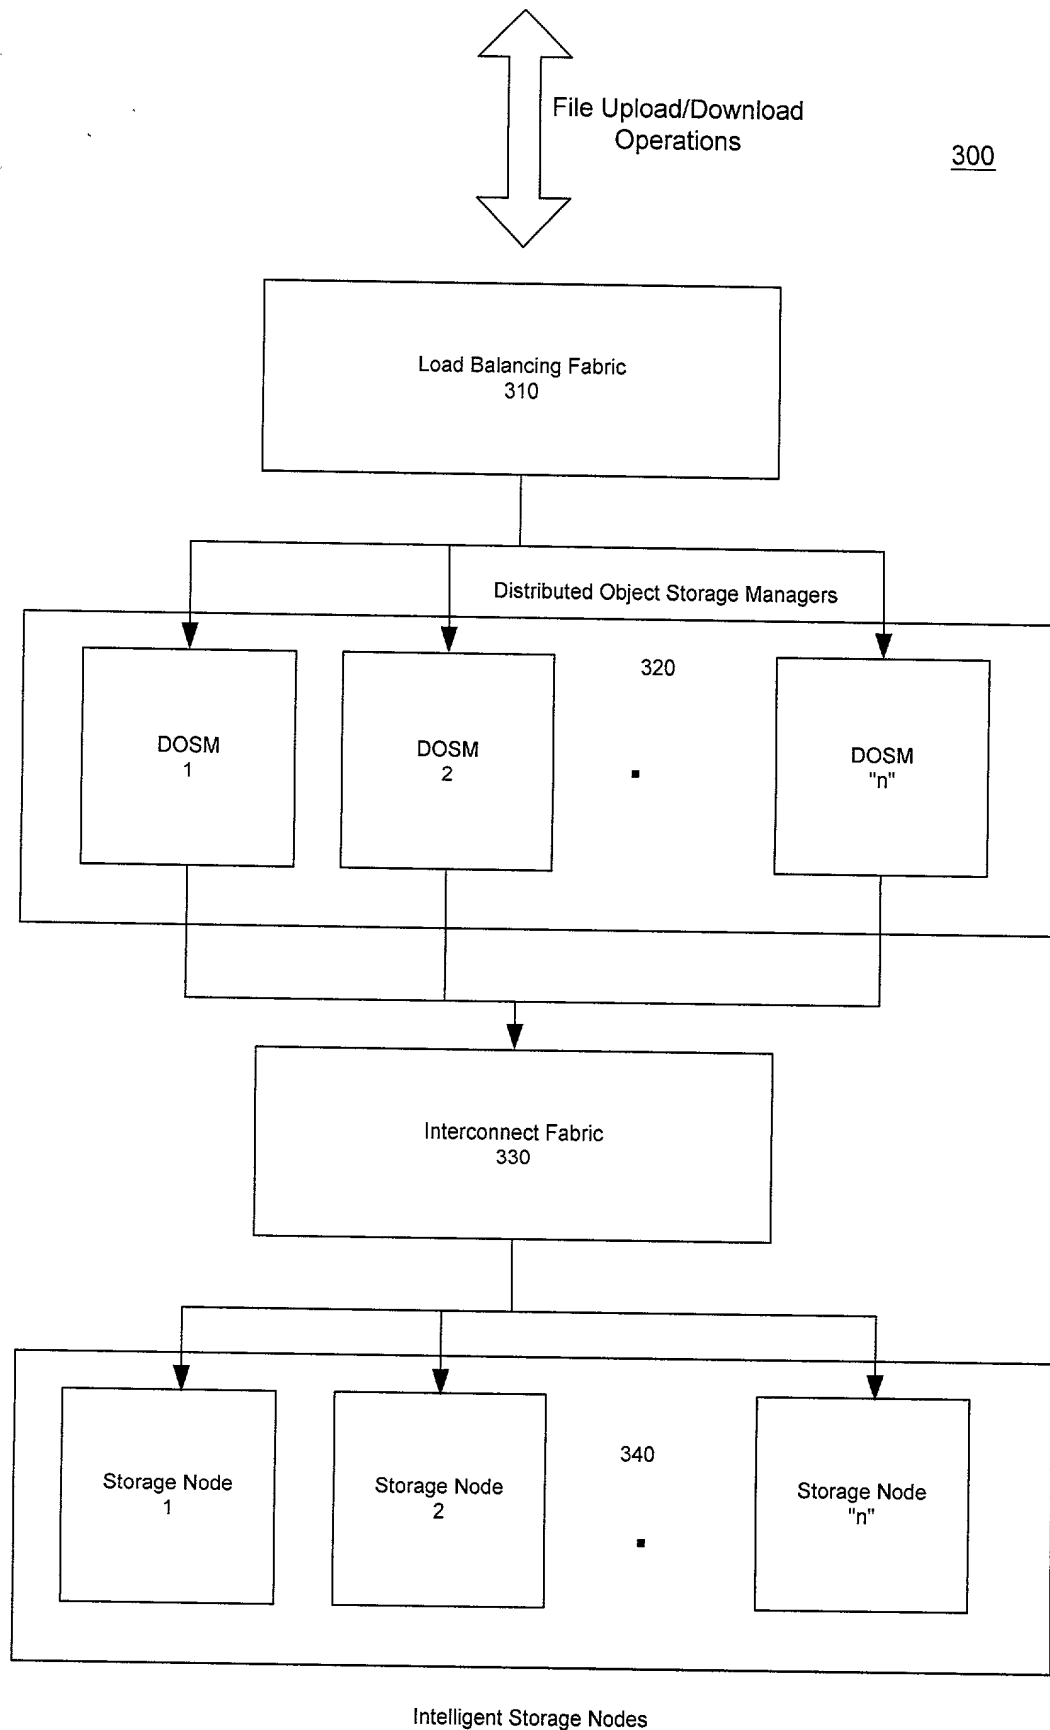 File Upload/Download
Operations
300
Load Balancing Fabric
310
Distributed Object Storage Managers
320
DOSM
1
DOSM
2
DOSM
"n"
Interconnect Fabric
330
340
Storage Node
1
Storage Node
2
Storage Node
"n"
Intelligent Storage Nodes